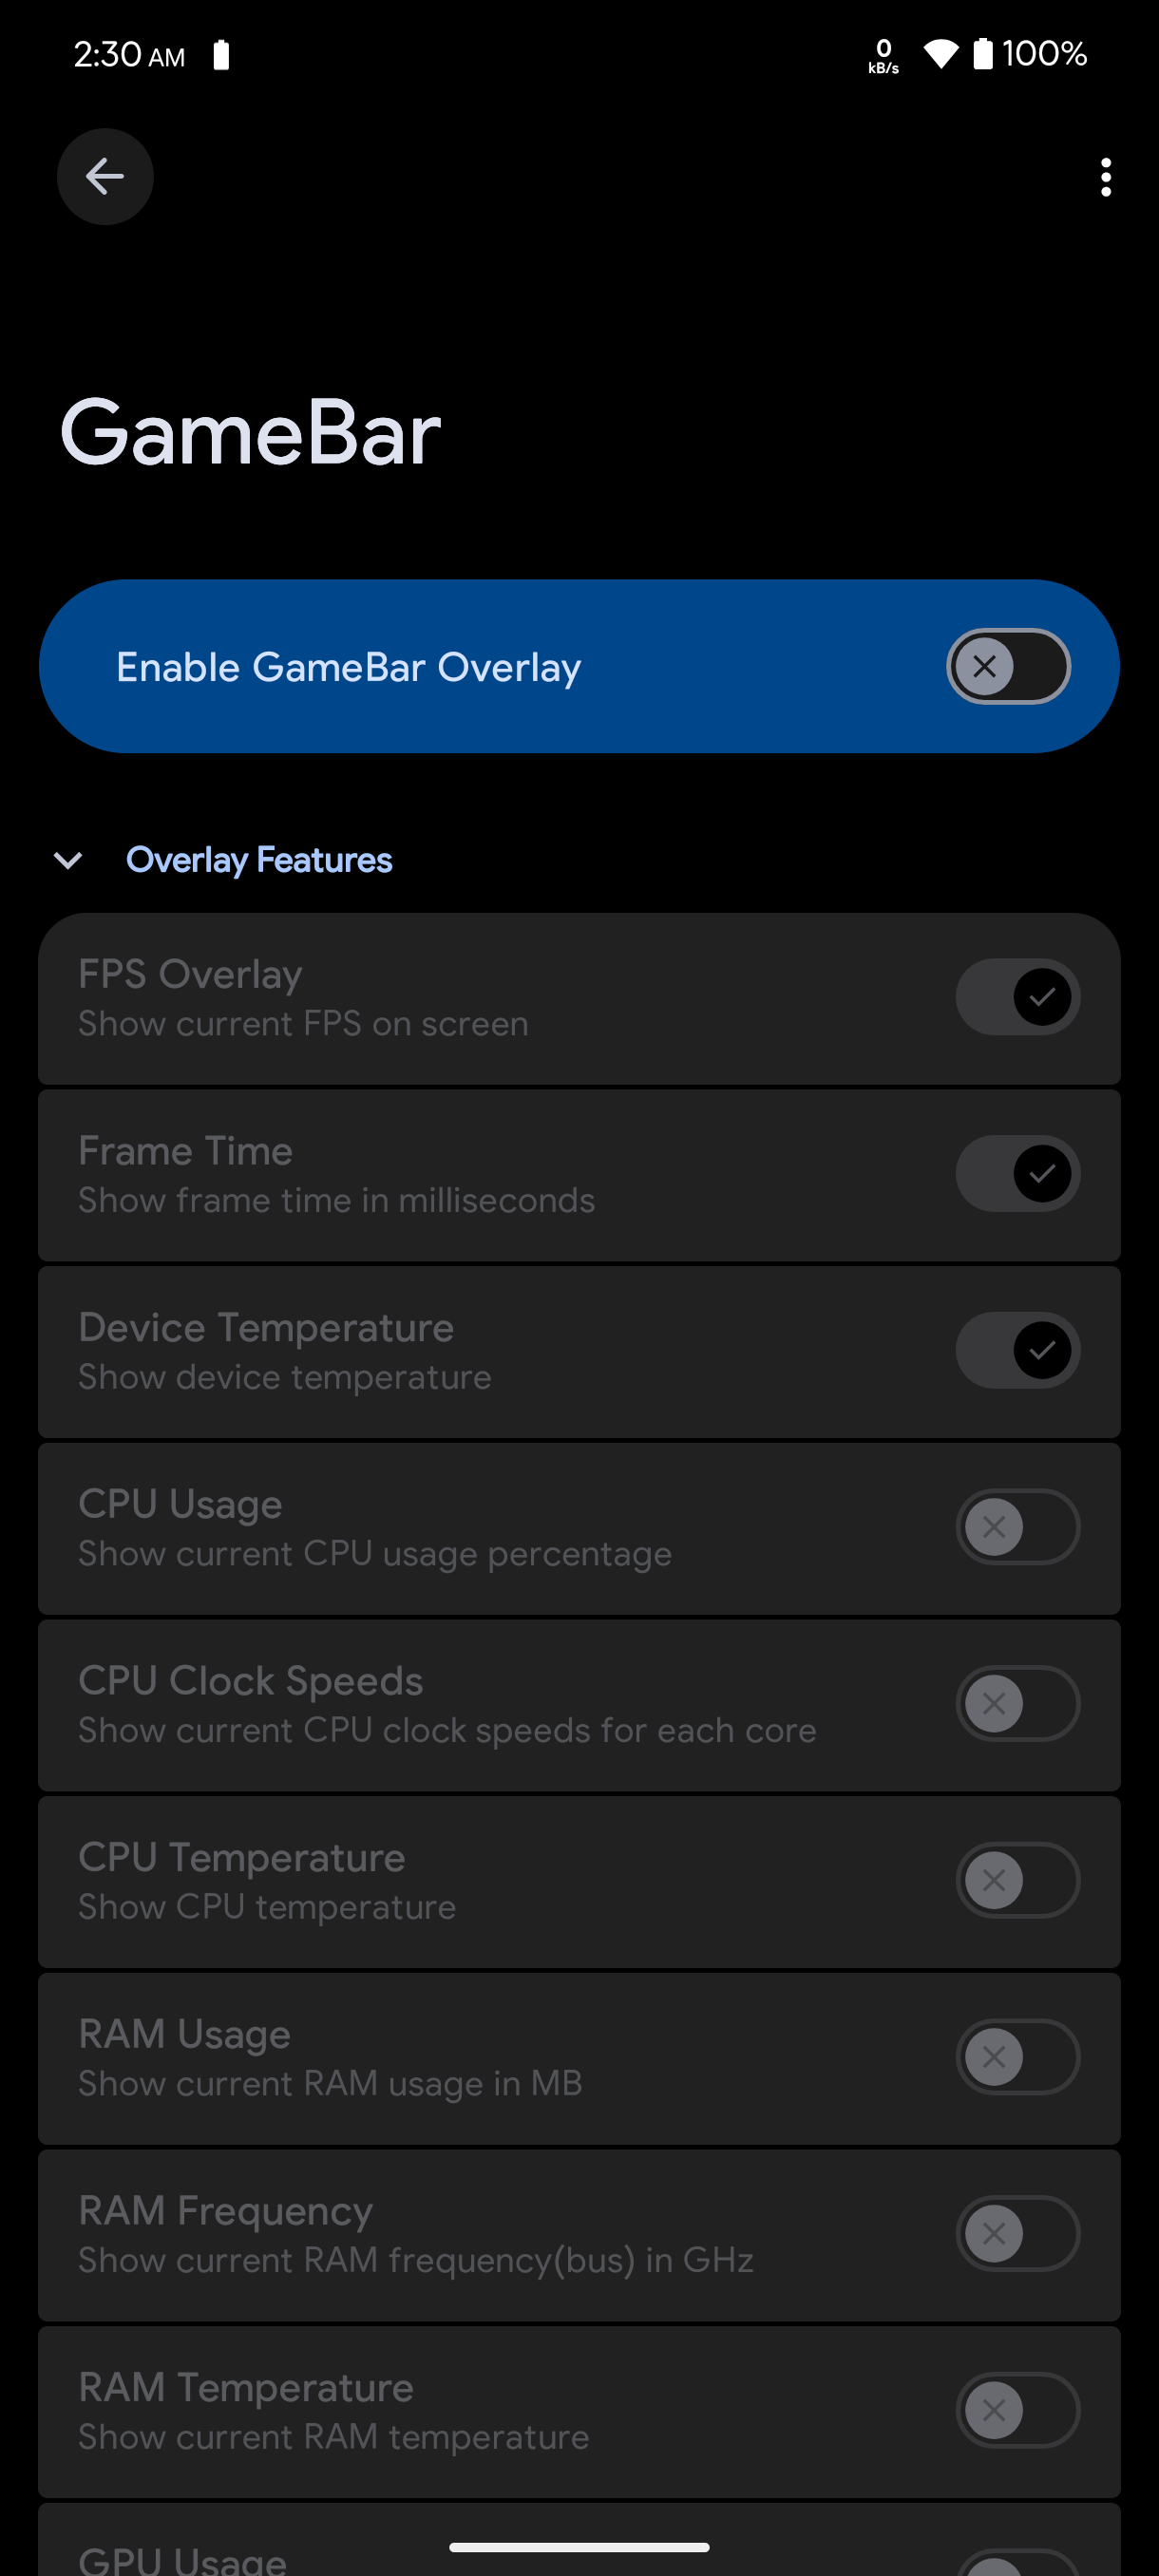 2:30 AM
0
kB/s
100%
GameBar
Enable GameBar Overlay
Overlay Features
FPS Overlay
Show current FPS on screen
Frame Time
Show frame time in milliseconds
Device Temperature
Show device temperature
CPU Usage
Show current CPU usage percentage
CPU Clock Speeds
Show current CPU clock speeds for each core
CPU Temperature
Show CPU temperature
RAM Usage
Show current RAM usage in MB
RAM Frequency
Show current RAM frequency(bus) in GHz
RAM Temperature
Show current RAM temperature
GPU Usage